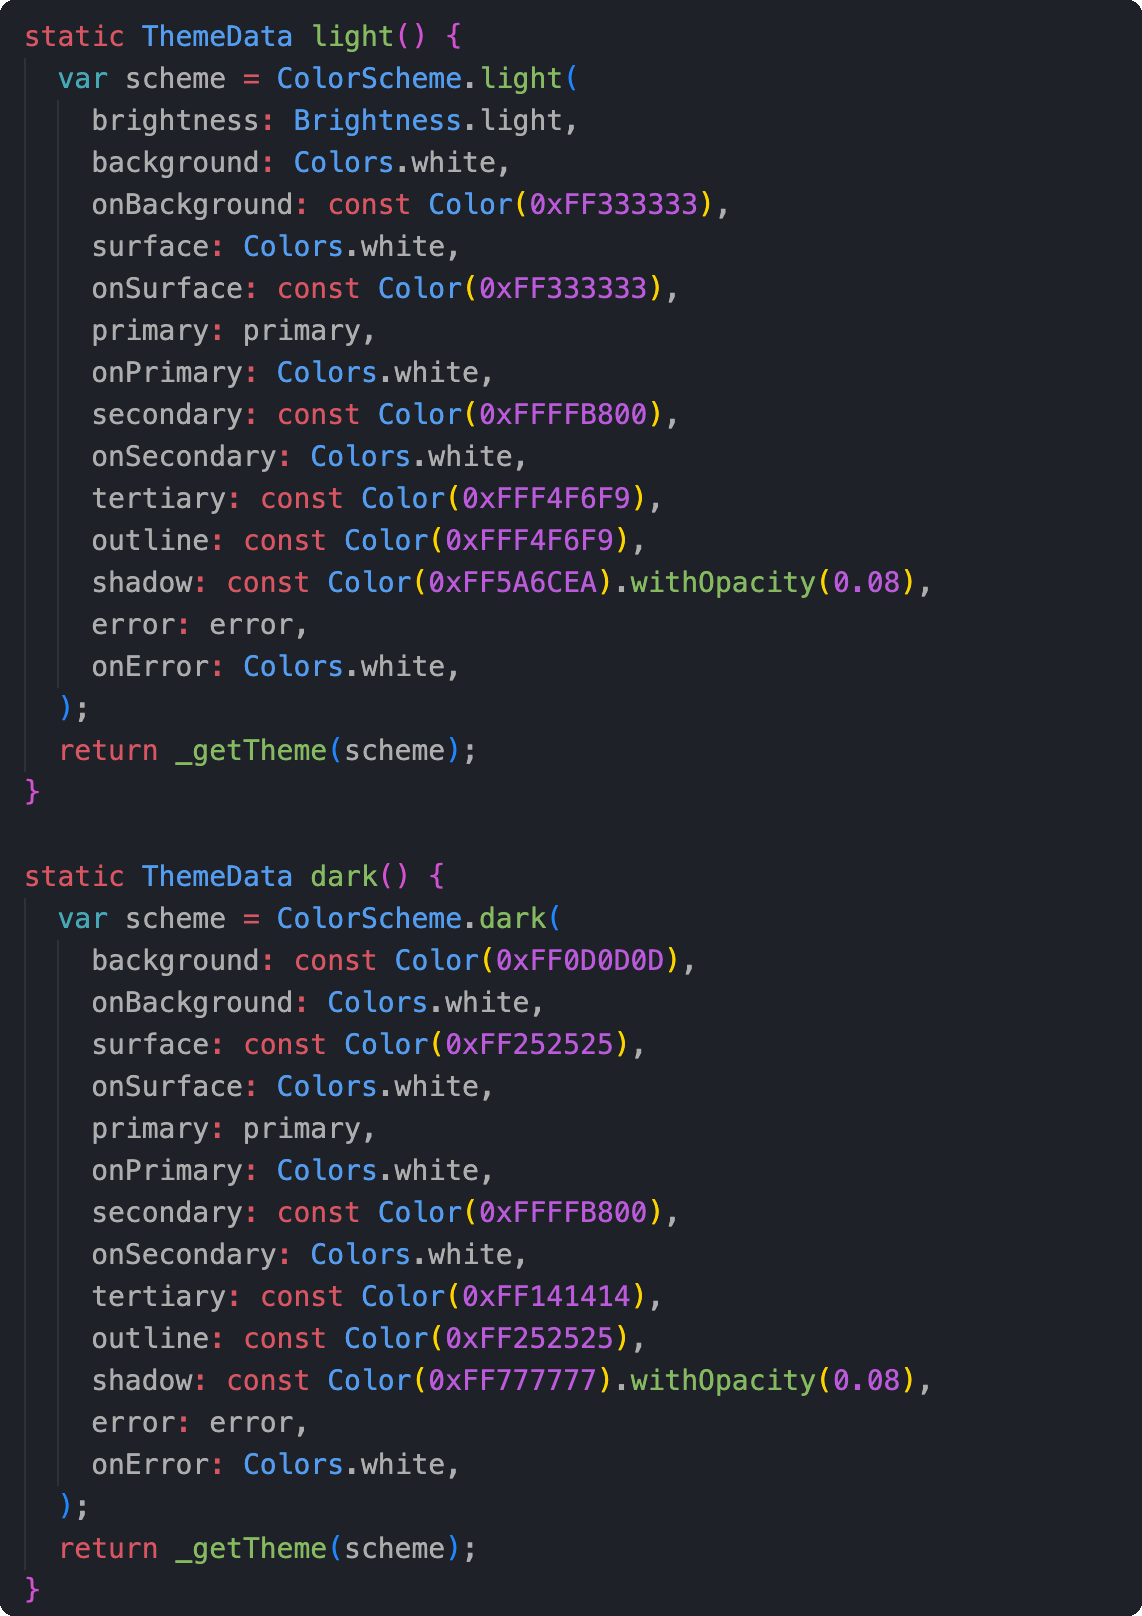 static ThemeData light() {
  var scheme = ColorScheme.light(
    brightness: Brightness.light,
    background: Colors.white,
    onBackground: const Color(0xFF333333),
    surface: Colors.white,
    onSurface: const Color(0xFF333333),
    primary: primary,
    onPrimary: Colors.white,
    secondary: const Color(0xFFFFB800),
    onSecondary: Colors.white,
    tertiary: const Color(0xFFF4F6F9),
    outline: const Color(0xFFF4F6F9),
    shadow: const Color(0xFF5A6CEA).withOpacity(0.08),
    error: error,
    onError: Colors.white,
  );
  return _getTheme(scheme);
}

static ThemeData dark() {
  var scheme = ColorScheme.dark(
    background: const Color(0xFF0D0D0D),
    onBackground: Colors.white,
    surface: const Color(0xFF252525),
    onSurface: Colors.white,
    primary: primary,
    onPrimary: Colors.white,
    secondary: const Color(0xFFFFB800),
    onSecondary: Colors.white,
    tertiary: const Color(0xFF141414),
    outline: const Color(0xFF252525),
    shadow: const Color(0xFF777777).withOpacity(0.08),
    error: error,
    onError: Colors.white,
  );
  return _getTheme(scheme);
}